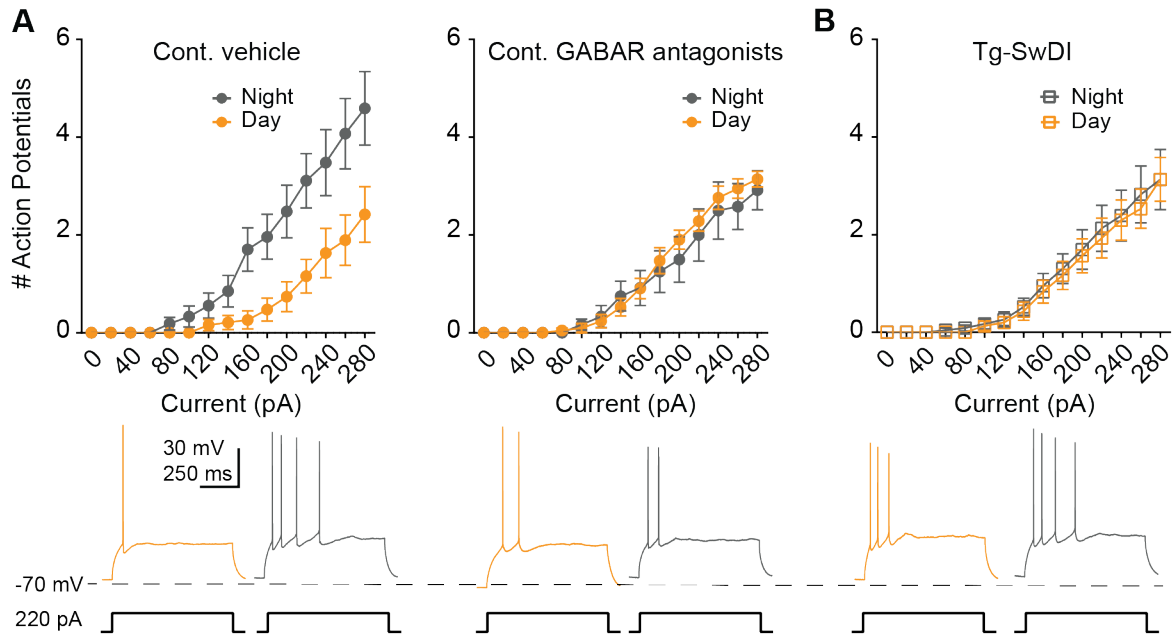 A
B
Cont. vehicle
Night
Day
# Action Potentials
6
4
2
0
0 40 80 120 160 200 240 280
Current (pA)
Cont. GABAR antagonists
Night
Day
6
4
2
0
0 40 80 120 160 200 240 280
Current (pA)
Tg-SwDI
Night
Day
6
4
2
0
0 40 80 120 160 200 240 280
Current (pA)
30 mV
250 ms
-70 mV
220 pA